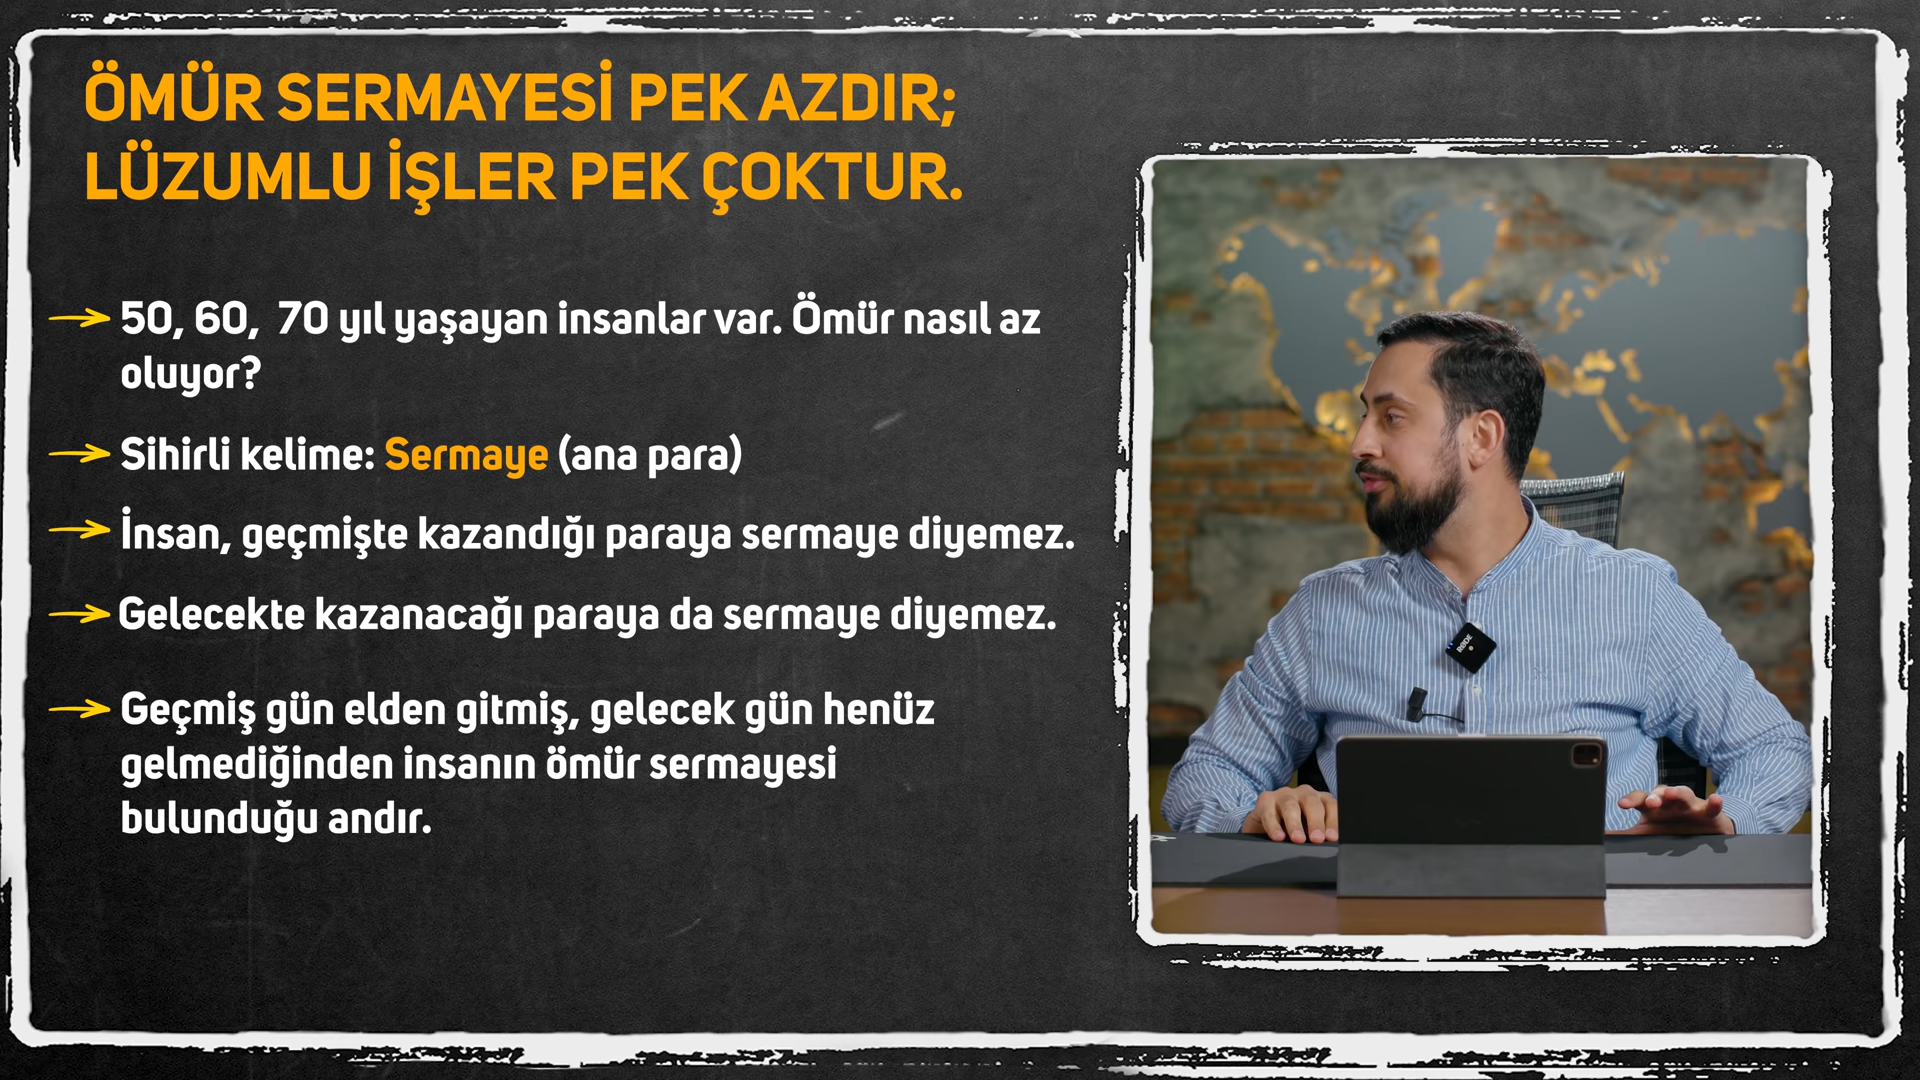 ÖMÜR SERMAYESİ PEK AZDIR;
LÜZUMLU İŞLER PEK ÇOKTUR.
50, 60, 70 yıl yaşayan insanlar var. Ömür nasıl az
oluyor?
Sihirli kelime: Sermaye (ana para)
İnsan, geçmişte kazandığı paraya sermaye diyemez.
Gelecekte kazanacağı paraya da sermaye diyemez.
Geçmiş gün elden gitmiş, gelecek gün henüz
gelmediğinden insanın ömür sermayesi
bulunduğu andır.
RØDE